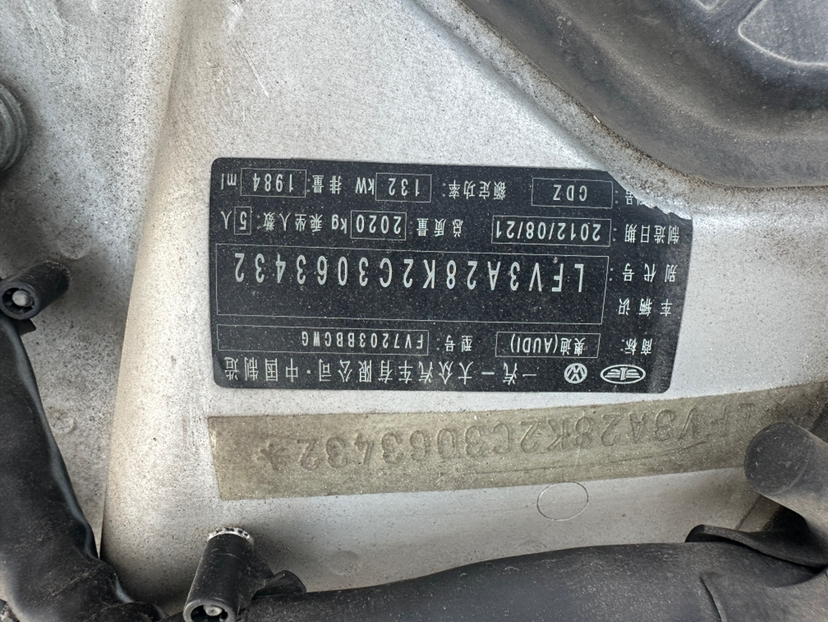 一汽一大众汽车有限公司·中国制造
商标: 奥迪(AUDI) 型号: FV7203BBCWG
车辆识别代号: LFV3A28K2C3063432
制造日期: 2012/08/21 总质量 2020 kg 乘坐人数: 5 人
号: CDZ 额定功率: 132 kW 排量: 1984 ml
LFV3A28K2C3063432